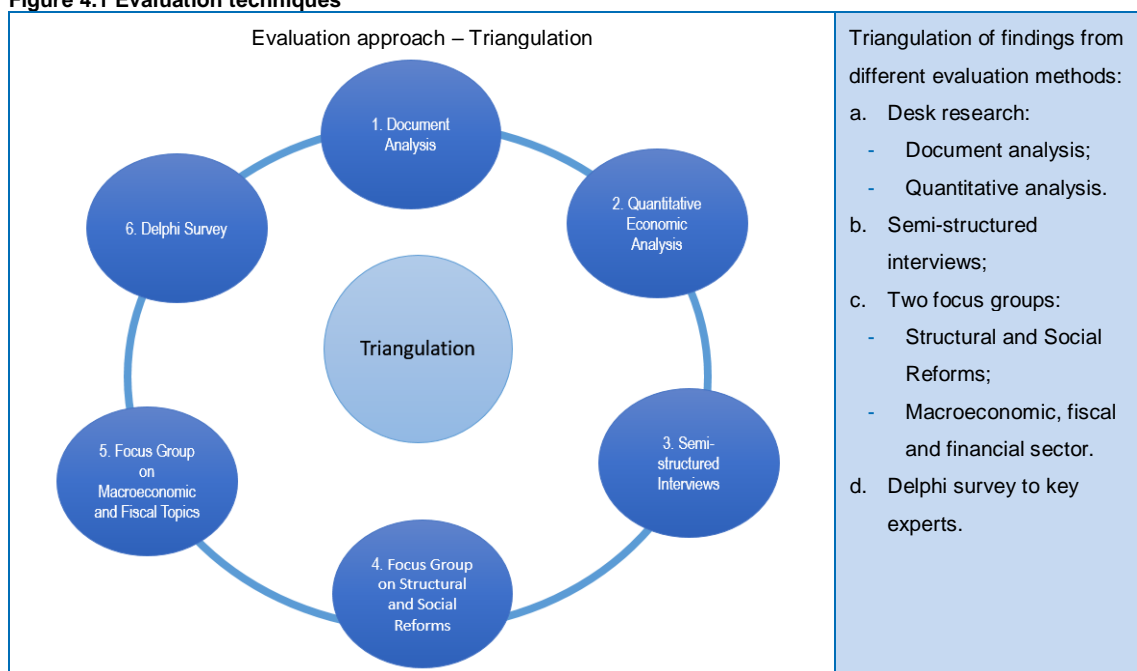 Figure 4.1 Evaluation techniques
Evaluation approach – Triangulation
1. Document
Analysis
2. Quantitative
Economic
Analysis
3. Semi-
structured
Interviews
4. Focus Group
on Structural
and Social
Reforms
5. Focus Group
on
Macroeconomic
and Fiscal Topics
6. Delphi Survey
Triangulation
Triangulation of findings from
different evaluation methods:
a. Desk research:
- Document analysis;
- Quantitative analysis.
b. Semi-structured
interviews;
c. Two focus groups:
- Structural and Social
Reforms;
- Macroeconomic, fiscal
and financial sector.
d. Delphi survey to key
experts.